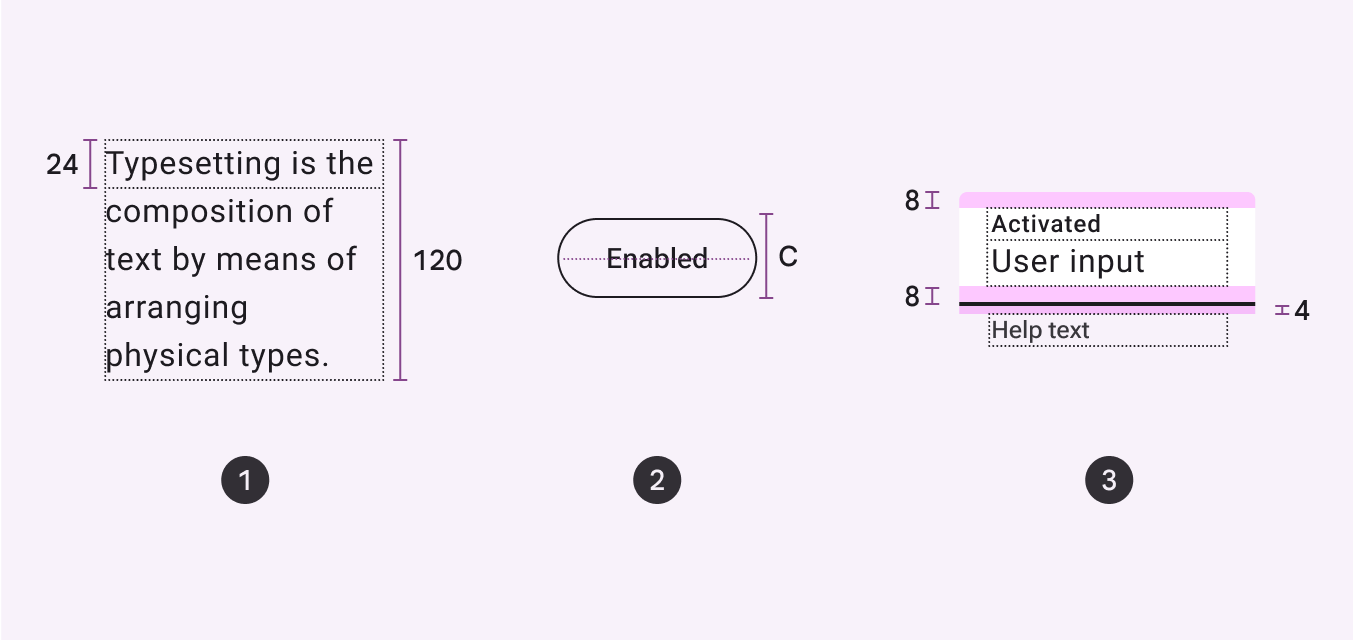 24
Typesetting is the
composition of
text by means of
arranging
physical types.
120
1
Enabled
C
2
8
Activated
User input
8
4
Help text
3